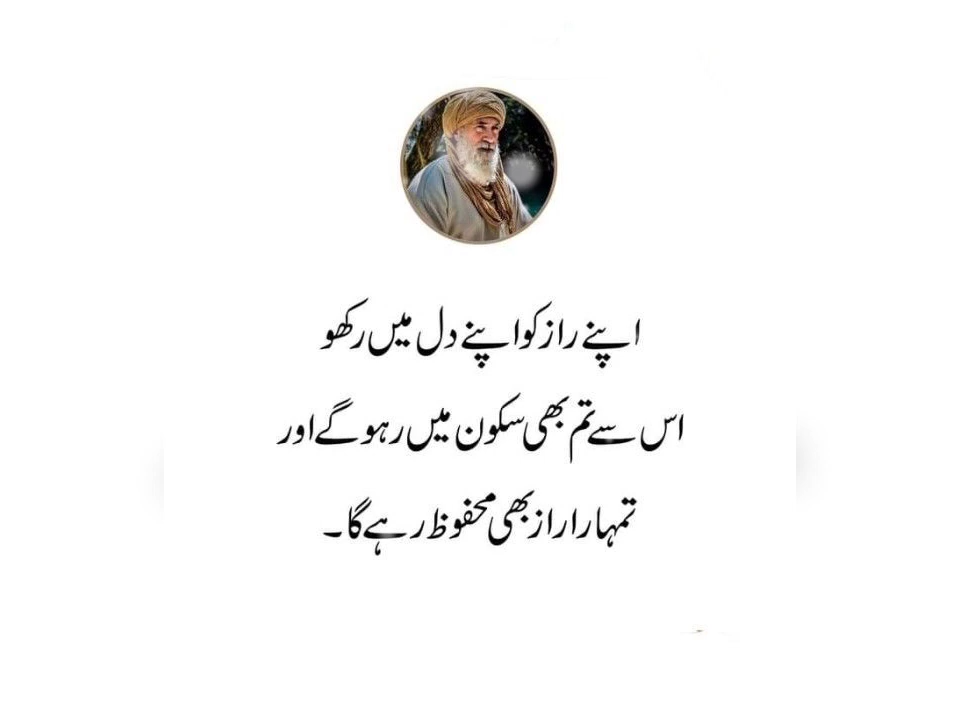 اپنے راز کو اپنے دل میں رکھو
اس سے تم بھی سکون میں رہو گے اور
تمہارا راز بھی محفوظ رہے گا۔